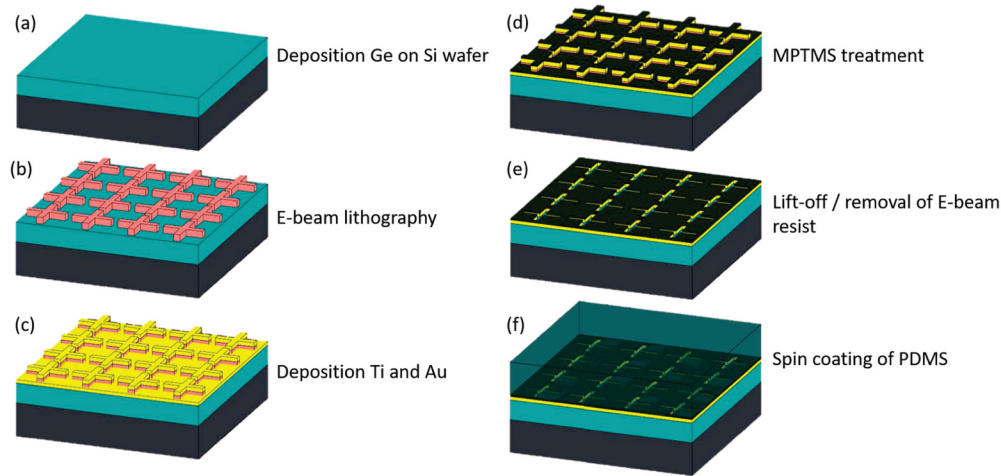 (a)
Deposition Ge on Si wafer
(b)
E-beam lithography
(c)
Deposition Ti and Au
(d)
MPTMS treatment
(e)
Lift-off / removal of E-beam
resist
(f)
Spin coating of PDMS